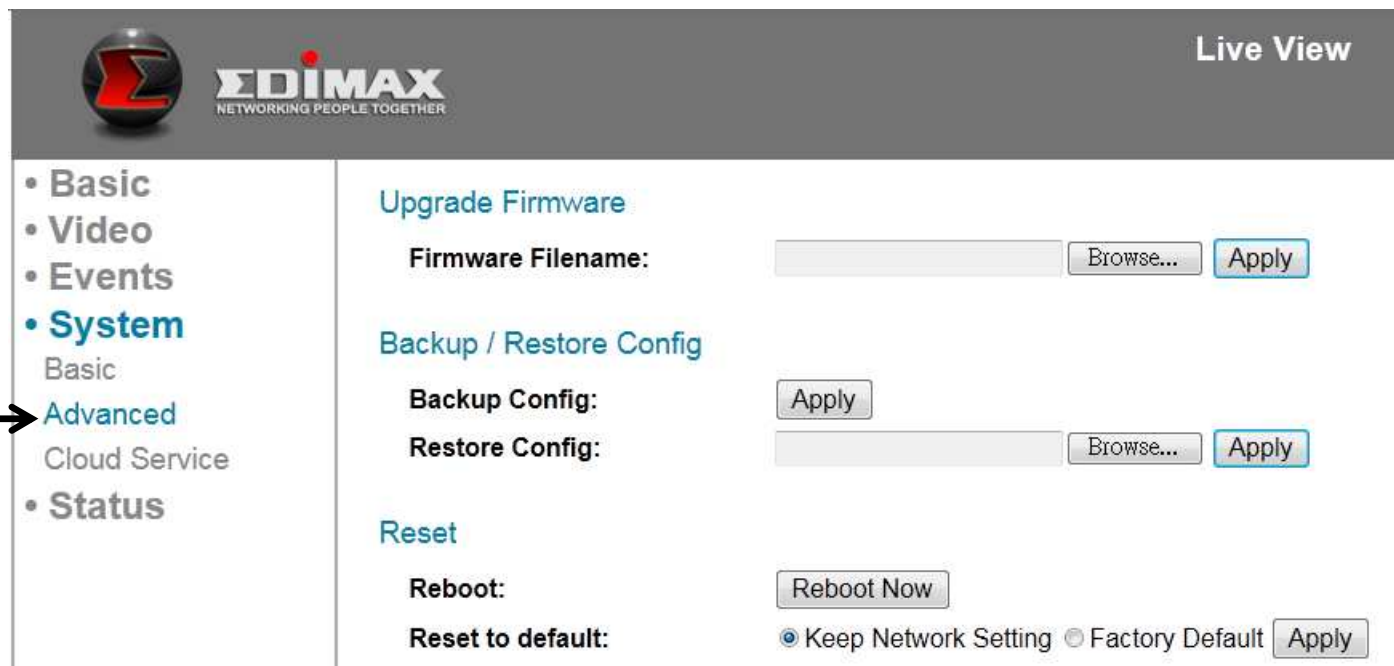 EDIMAX
NETWORKING PEOPLE TOGETHER
Live View
• Basic
• Video
• Events
• System
Basic
Advanced
Cloud Service
• Status
Upgrade Firmware
Firmware Filename: Browse... Apply
Backup / Restore Config
Backup Config: Apply
Restore Config: Browse... Apply
Reset
Reboot: Reboot Now
Reset to default: Keep Network Setting Factory Default Apply